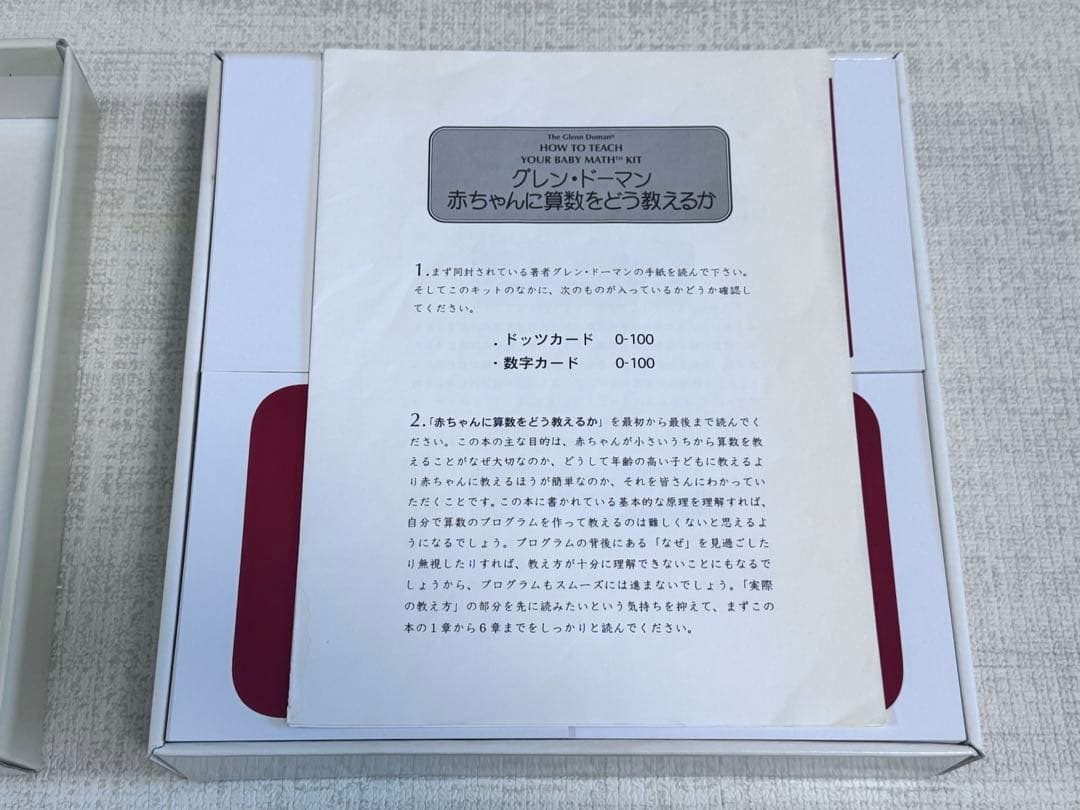 The Glenn Doman®
HOW TO TEACH
YOUR BABY MATH™ KIT
グレン・ドーマン
赤ちゃんに算数をどう教えるか
1.まず同封されている著者グレン・ドーマンの手紙を読んで下さい。
そしてこのキットのなかに、次のものが入っているかどうか確認し
てください。
.ドッツカード 0-100
・数字カード 0-100
2.「赤ちゃんに算数をどう教えるか」を最初から最後まで読んでく
ださい。この本の主な目的は、赤ちゃんが小さいうちから算数を教
えることがなぜ大切なのか、どうして年齢の高い子どもに教えるよ
り赤ちゃんに教えるほうが簡単なのか、それを皆さんにわかってい
ただくことです。この本に書かれている基本的な原理を理解すれば、
自分で算数のプログラムを作って教えるのは難しくないと思えるよ
うになるでしょう。プログラムの背後にある「なぜ」を見過ごした
り無視したりすれば、教え方が十分に理解できないことにもなるで
しょうから、プログラムもスムーズには進まないでしょう。「実際
の教え方」の部分を先に読みたいという気持ちを抑えて、まずこの
本の1章から6章までをしっかりと読んでください。